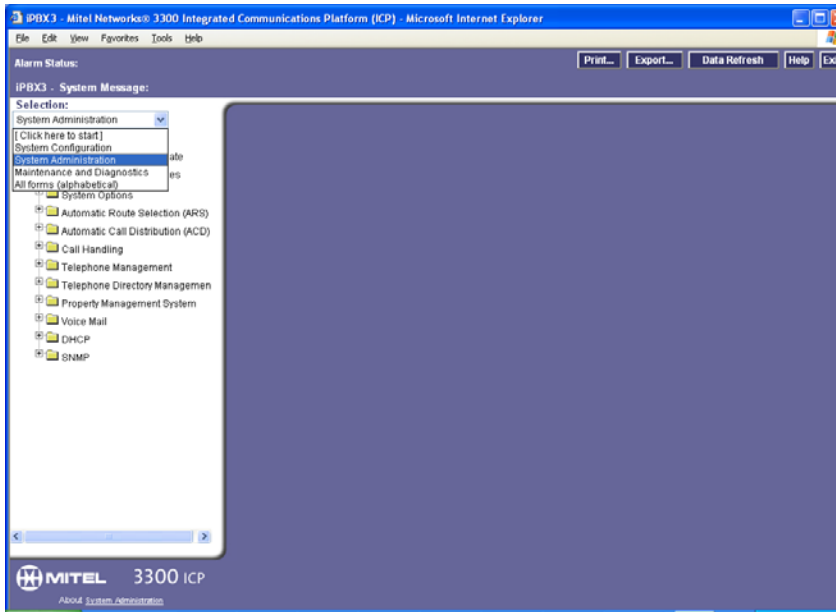 iPBX3 - Mitel Networks® 3300 Integrated Communications Platform (ICP) - Microsoft Internet Explorer
File Edit View Favorites Tools Help
Alarm Status:
Print... Export... Data Refresh Help
iPBX3 - System Message:
Selection:
System Administration
[ Click here to start ]
System Configuration
System Administration
Maintenance and Diagnostics
All forms (alphabetical)
System Options
Automatic Route Selection (ARS)
Automatic Call Distribution (ACD)
Call Handling
Telephone Management
Telephone Directory Managemen
Property Management System
Voice Mail
DHCP
SNMP
MITEL 3300 ICP
About System Administration